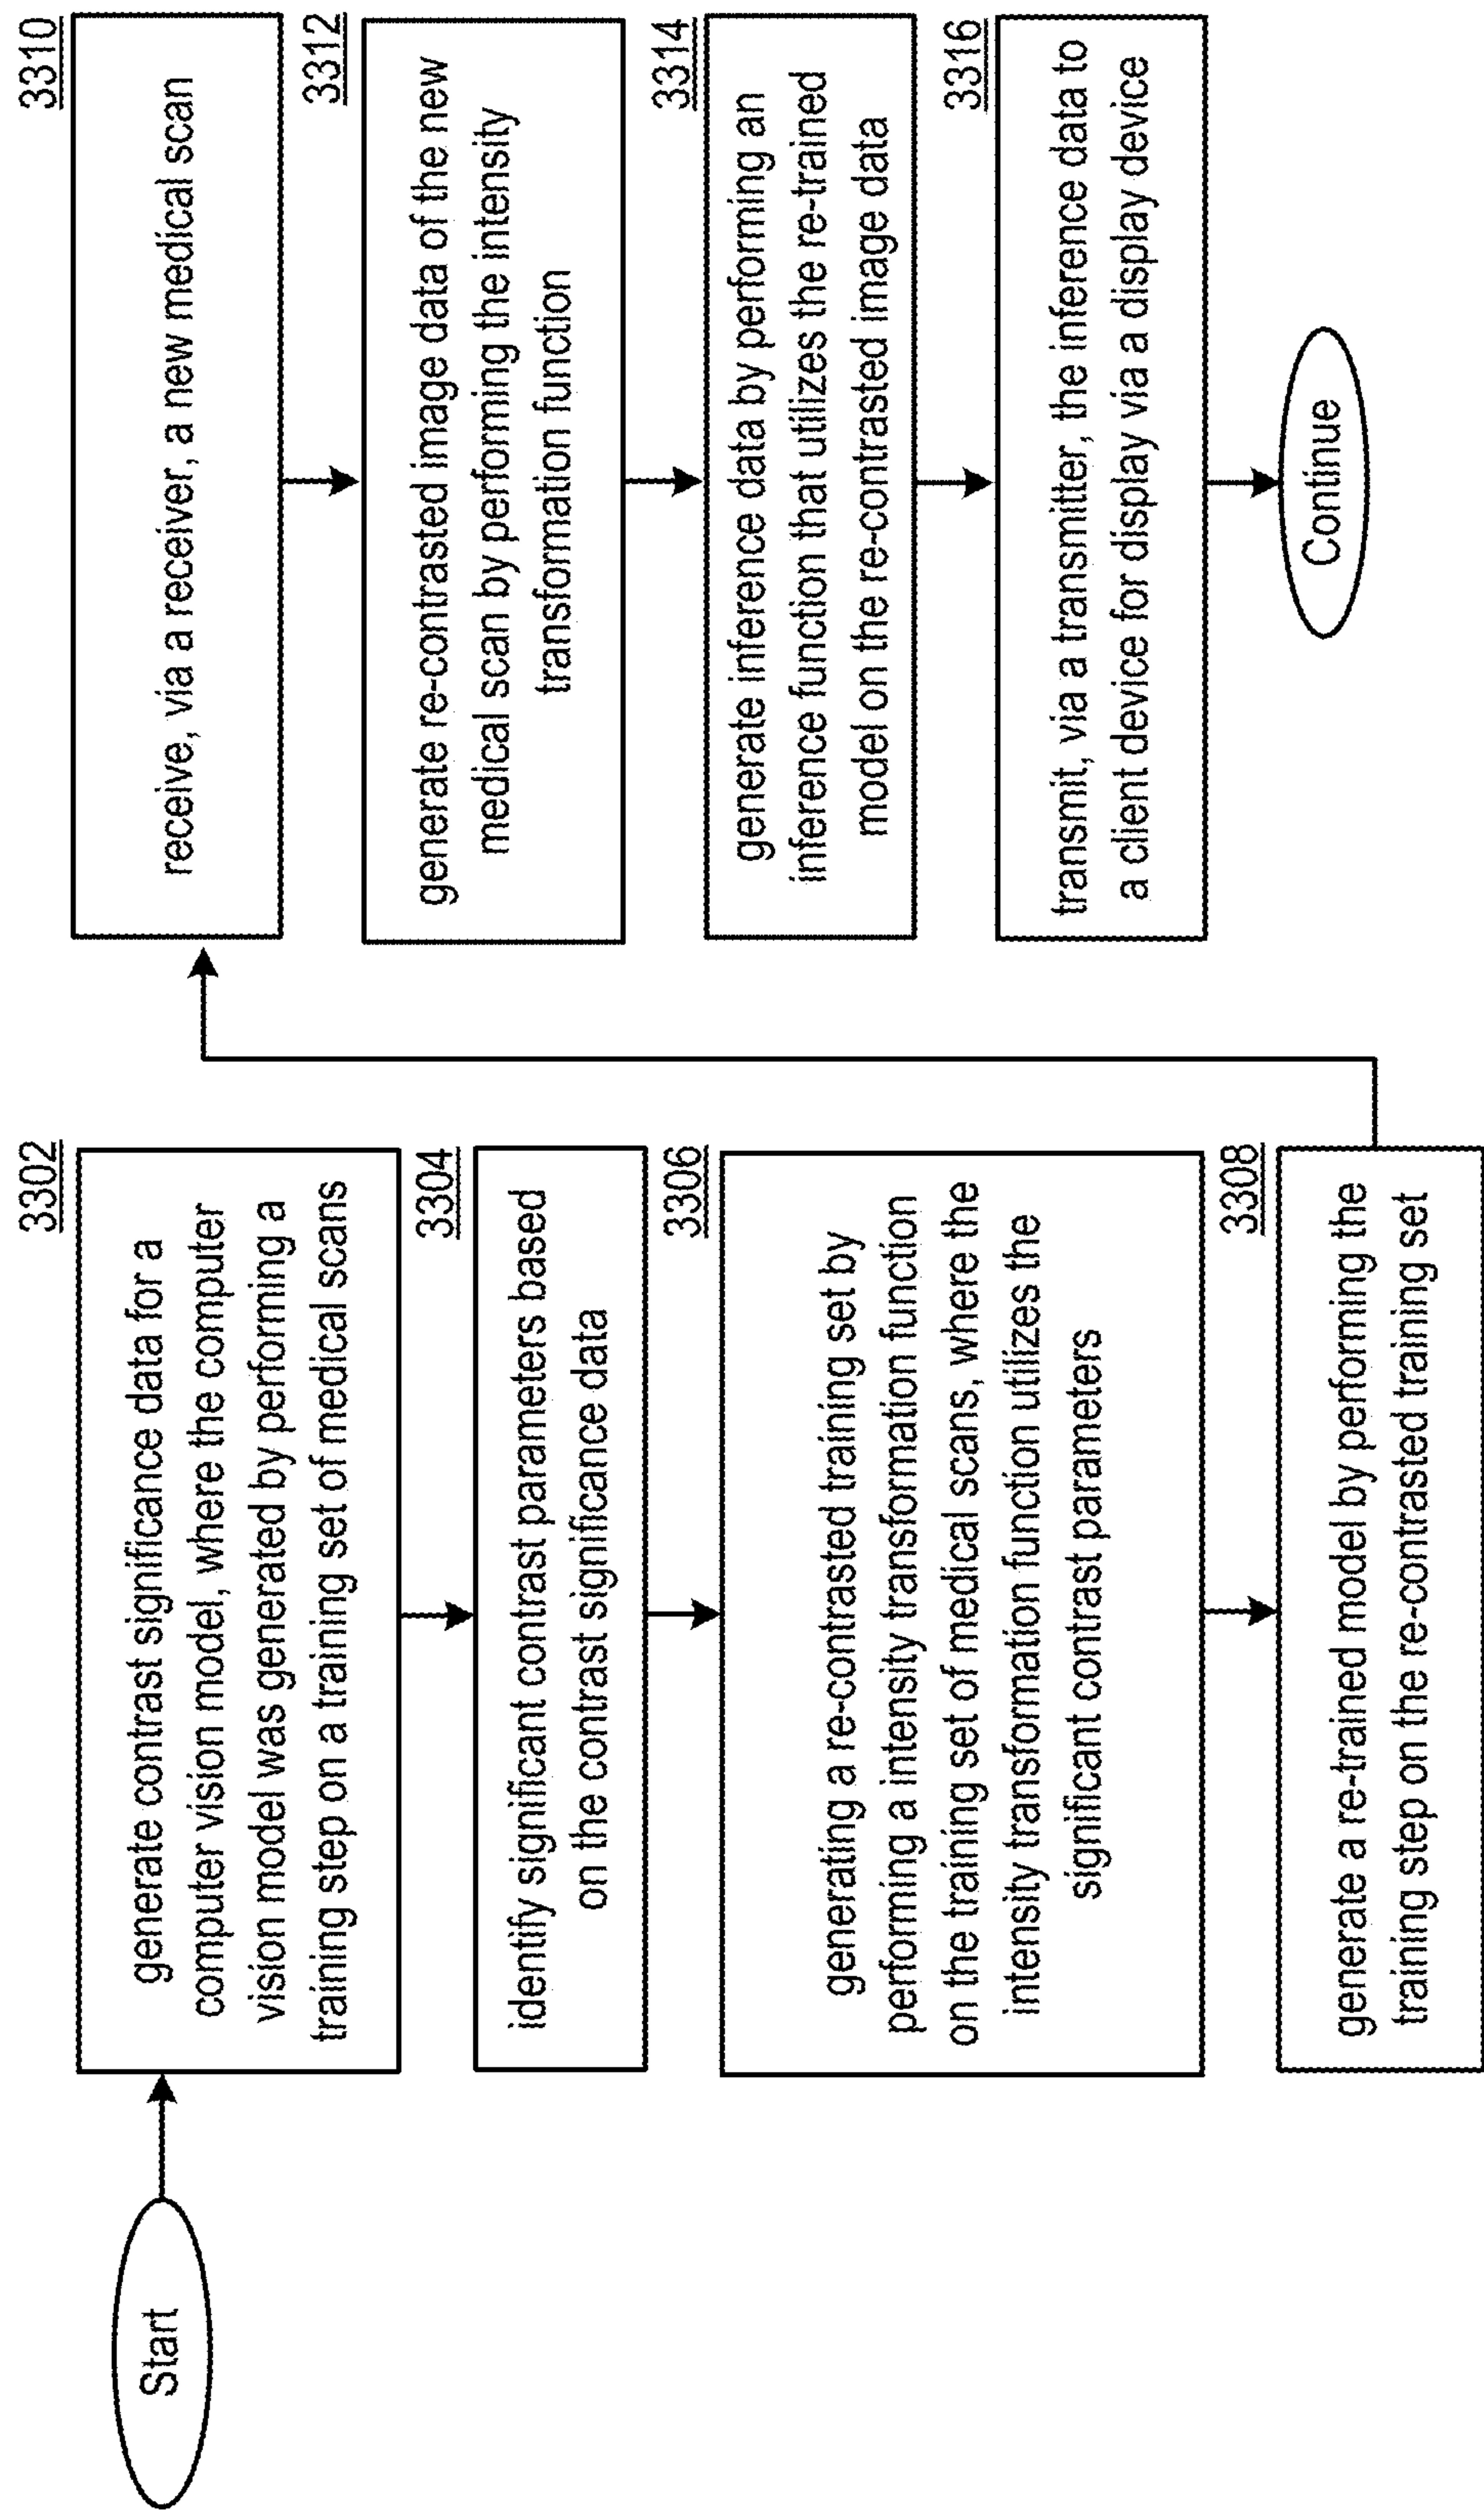 Start
3302
generate contrast significance data for a
computer vision model, where the computer
vision model was generated by performing a
training step on a training set of medical scans
3304
identify significant contrast parameters based
on the contrast significance data
3306
generating a re-contrasted training set by
performing a intensity transformation function
on the training set of medical scans, where the
intensity transformation function utilizes the
significant contrast parameters
3308
generate a re-trained model by performing the
training step on the re-contrasted training set
3310
receive, via a receiver, a new medical scan
3312
generate re-contrasted image data of the new
medical scan by performing the intensity
transformation function
3314
generate inference data by performing an
inference function that utilizes the re-trained
model on the re-contrasted image data
3316
transmit, via a transmitter, the inference data to
a client device for display via a display device
Continue